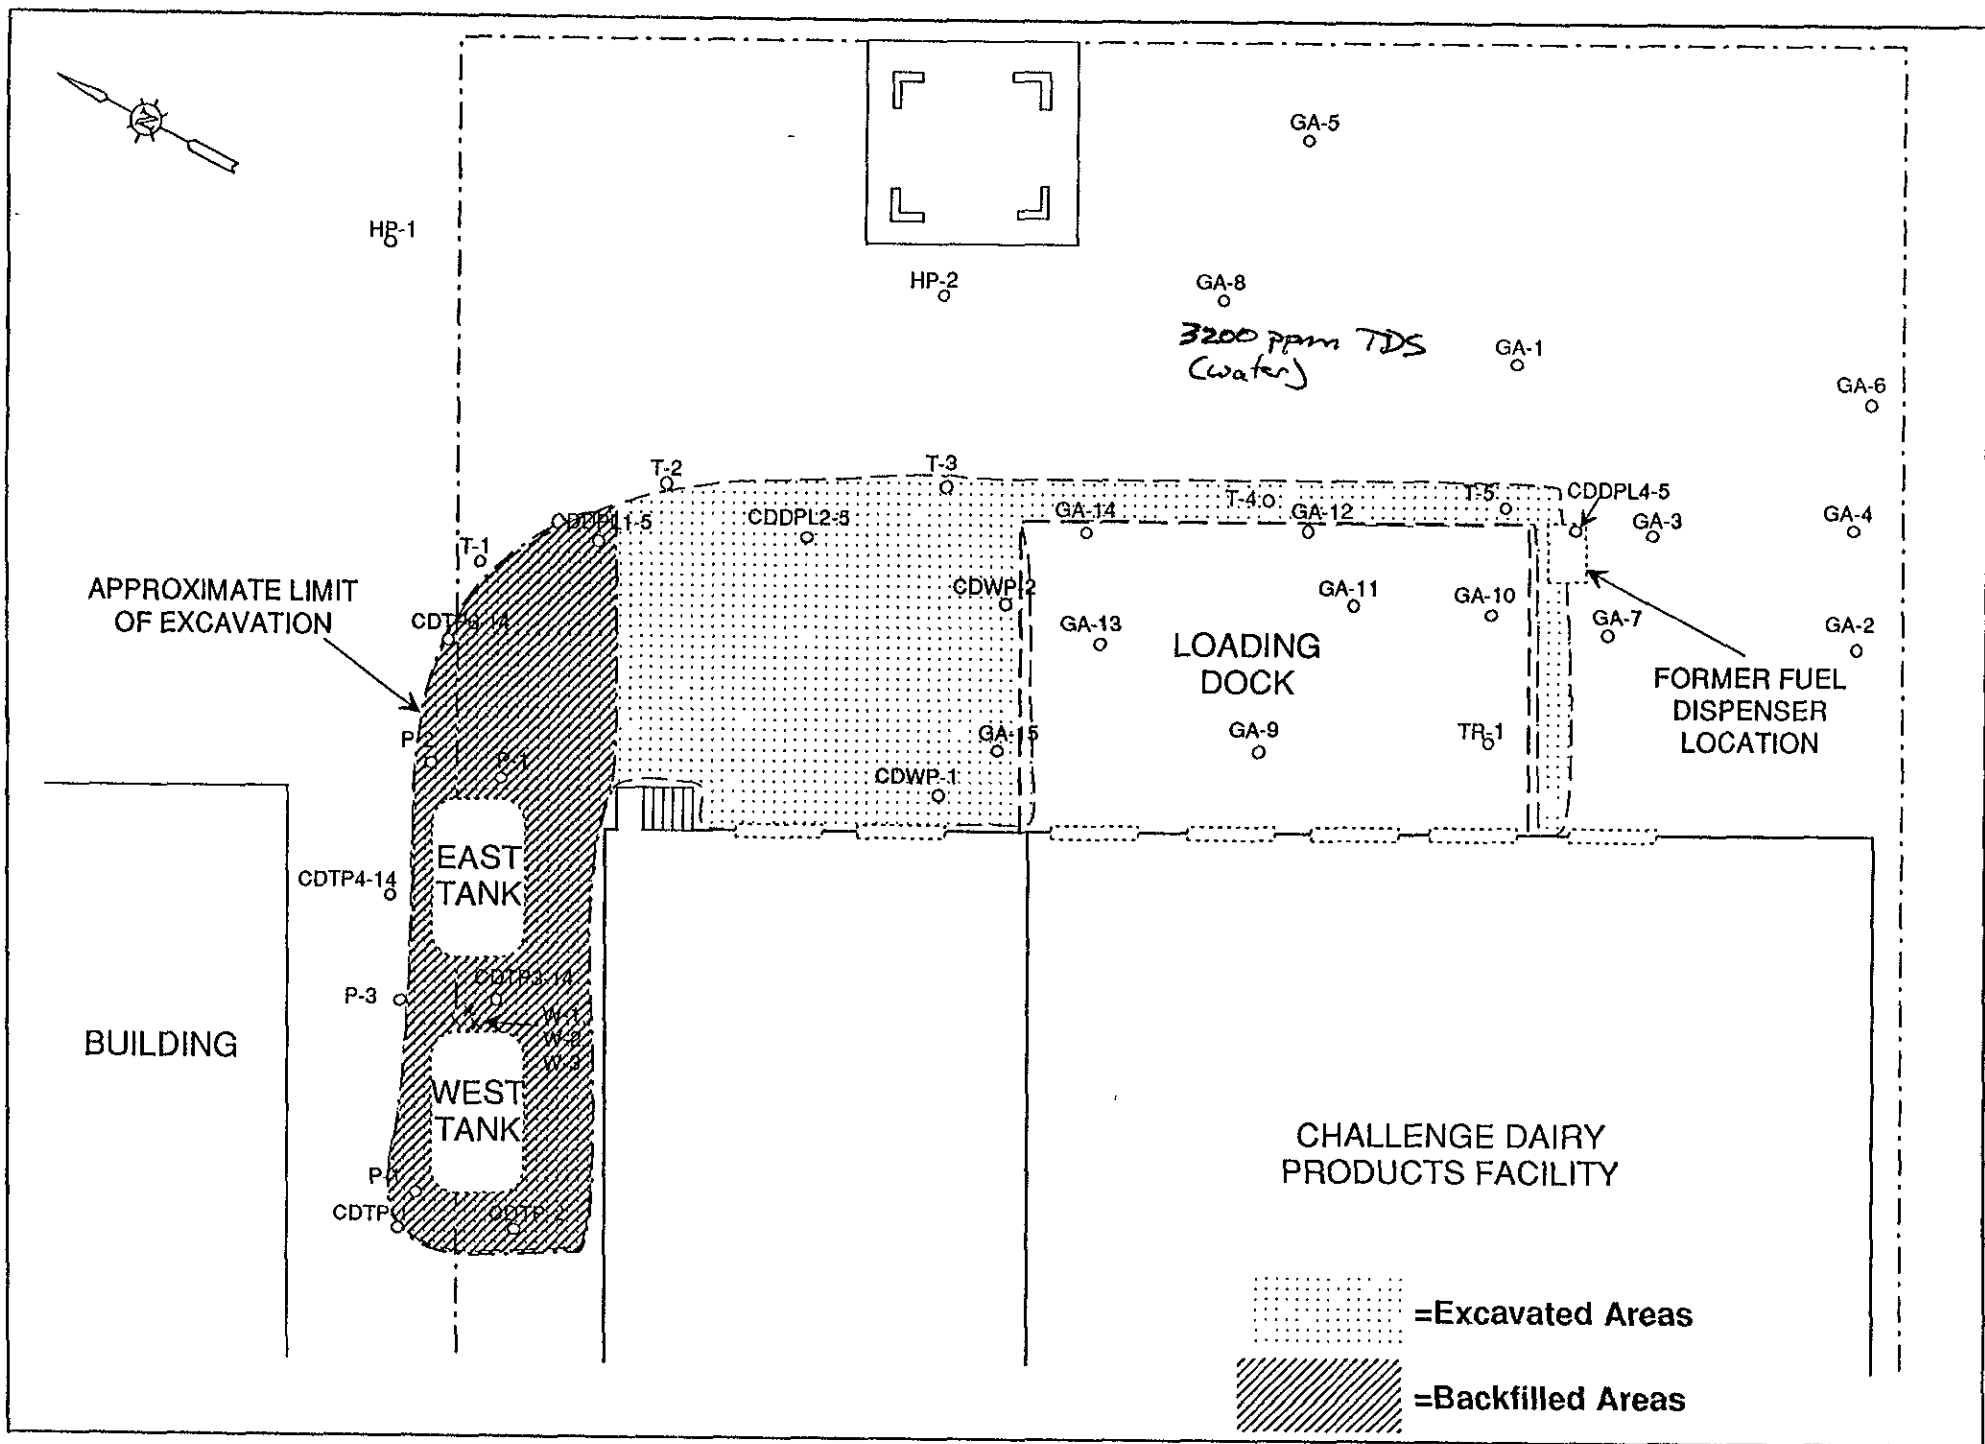 N
GA-5
HP-1
HP-2
GA-8
3200 ppm TDS
(water)
GA-1
GA-6
T-2
T-3
T-4
T-5
CDDPL4-5
CDDPL1-5
CDDPL2-5
GA-14
GA-12
GA-3
GA-4
T-1
APPROXIMATE LIMIT
OF EXCAVATION
CDWP-2
GA-11
GA-10
GA-7
GA-2
GA-13
LOADING
DOCK
FORMER FUEL
DISPENSER
LOCATION
P-2
P-1
GA-15
GA-9
TR-1
CDWP-1
EAST
TANK
CDTP4-14
CDTP3-14
P-3
W-1
W-2
W-3
BUILDING
WEST
TANK
CHALLENGE DAIRY
PRODUCTS FACILITY
CDTP-2
=Excavated Areas
=Backfilled Areas